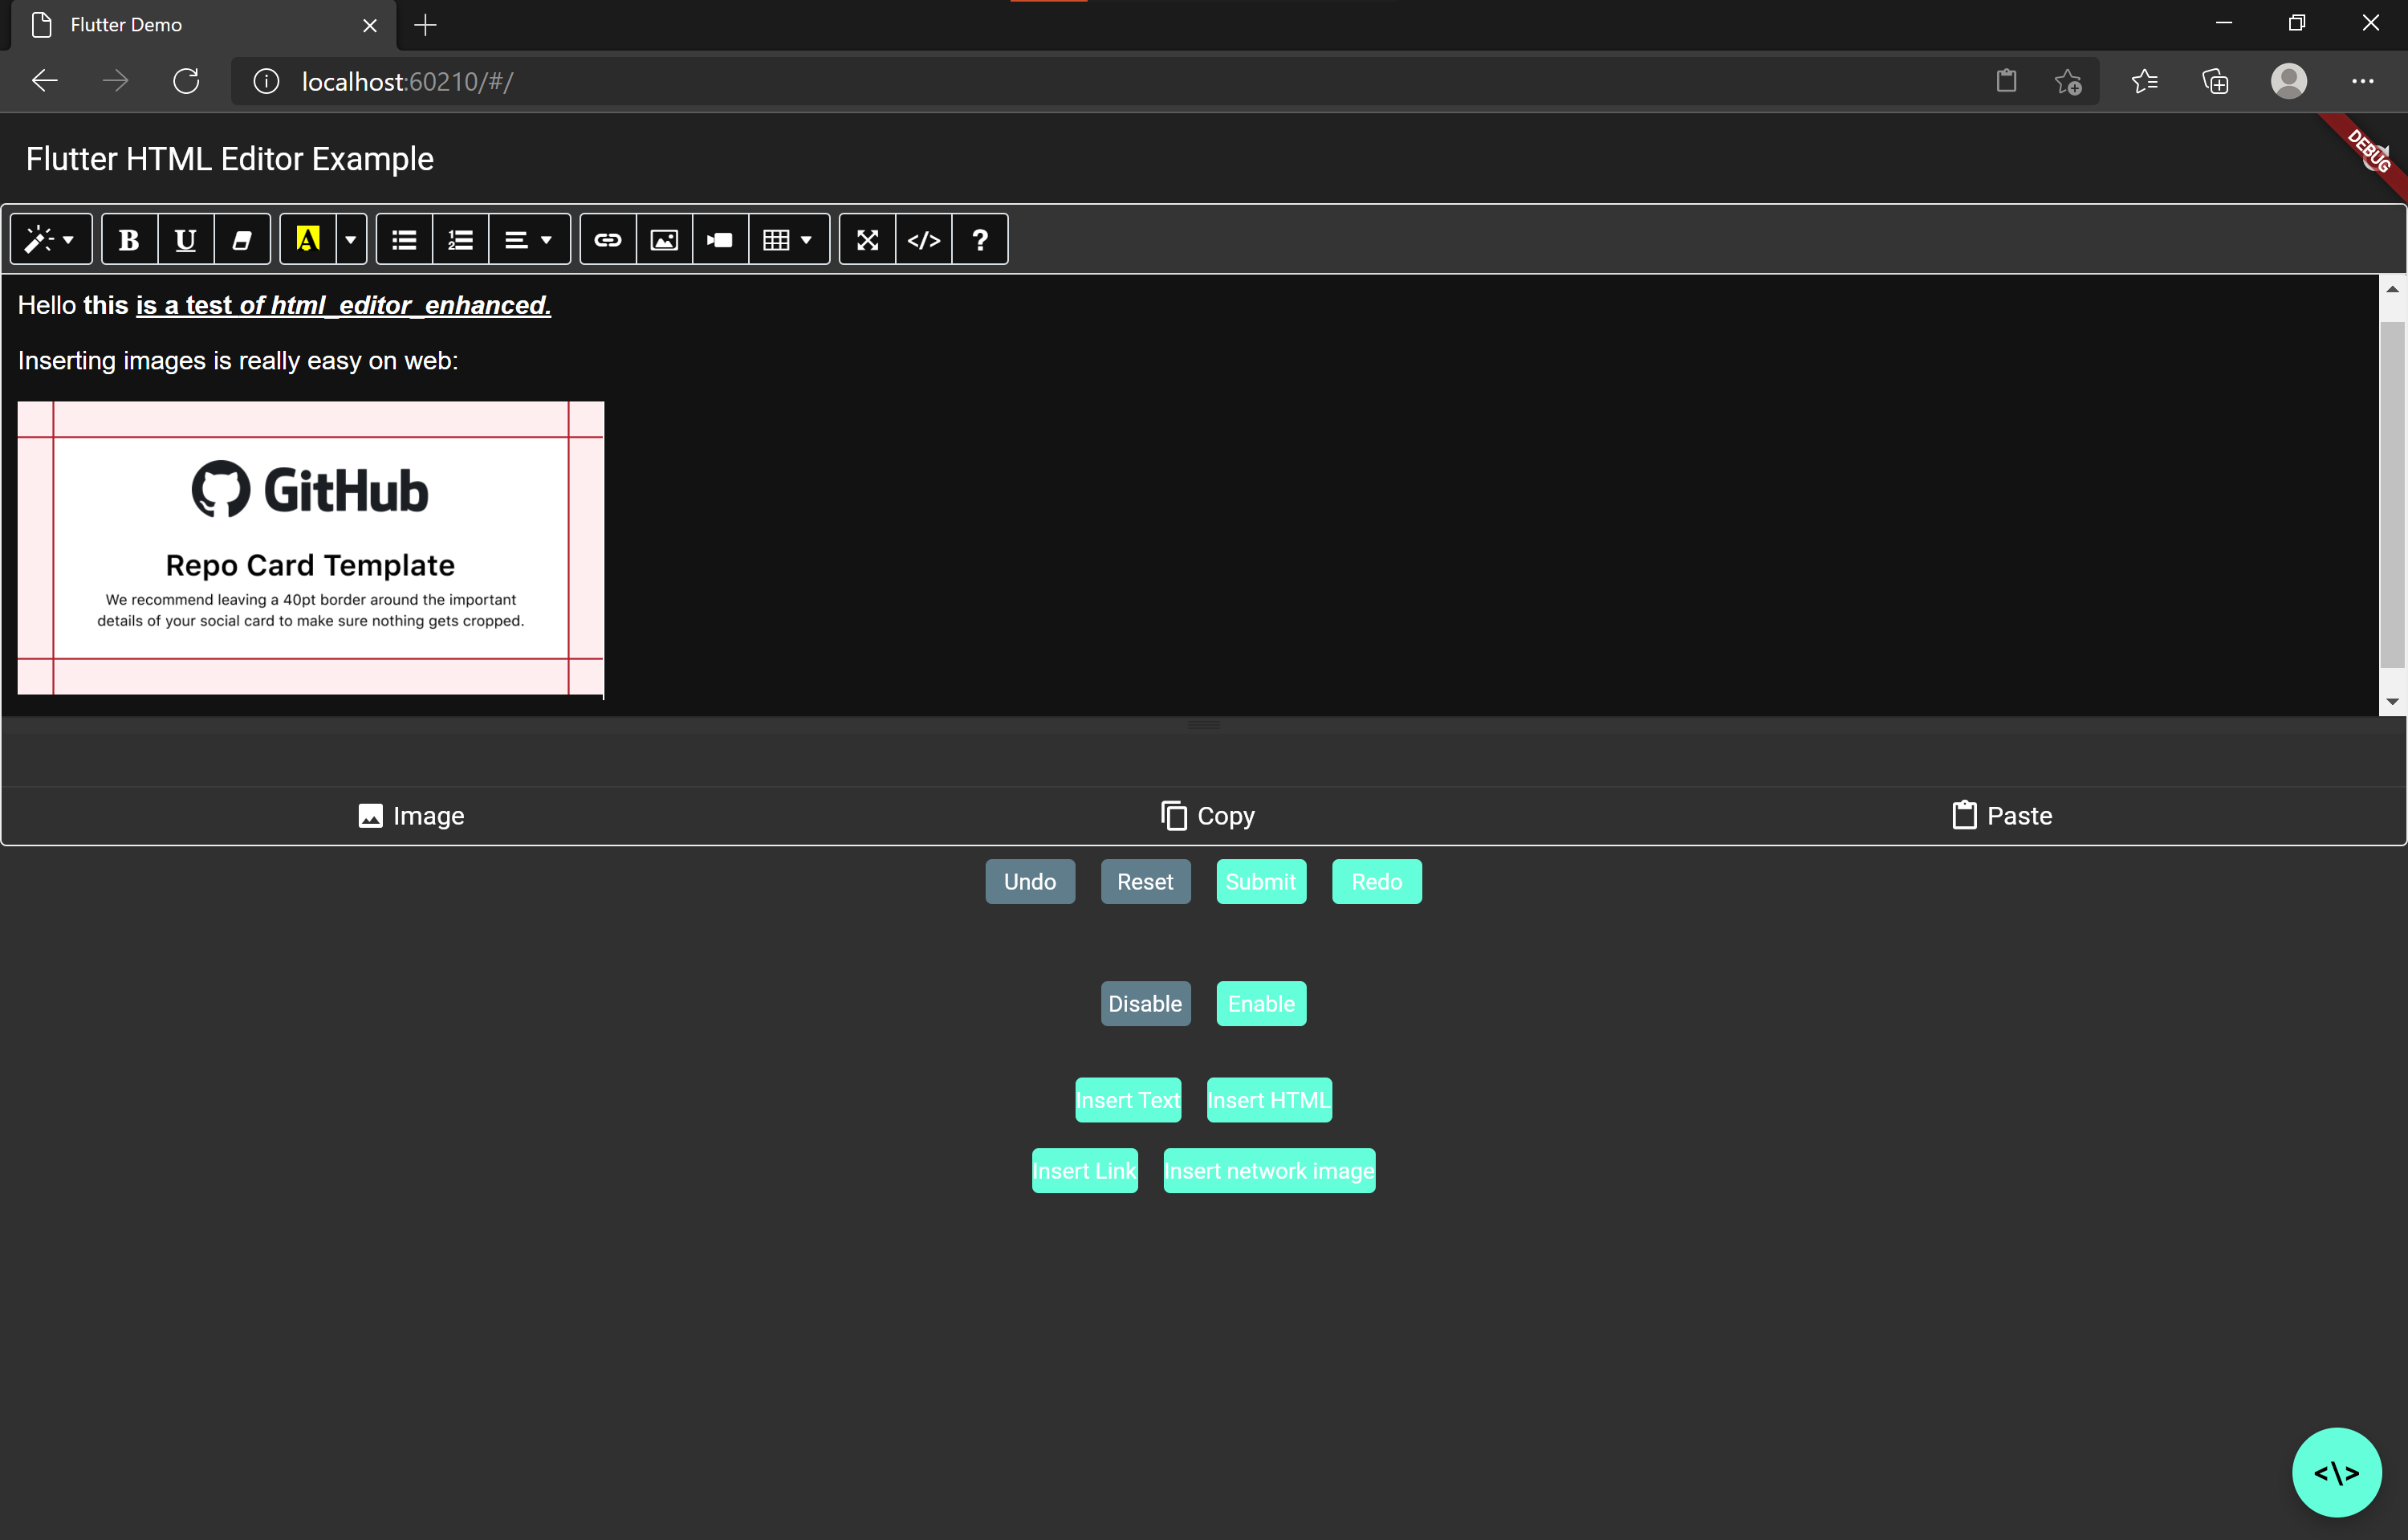 Flutter Demo
localhost:60210/#/
Flutter HTML Editor Example
DEBUG
B U A </> ?
Hello this is a test of html_editor_enhanced.
Inserting images is really easy on web:
GitHub
Repo Card Template
We recommend leaving a 40pt border around the important
details of your social card to make sure nothing gets cropped.
Image Copy Paste
Undo Reset Submit Redo
Disable Enable
Insert Text Insert HTML
Insert Link Insert network image
<\>